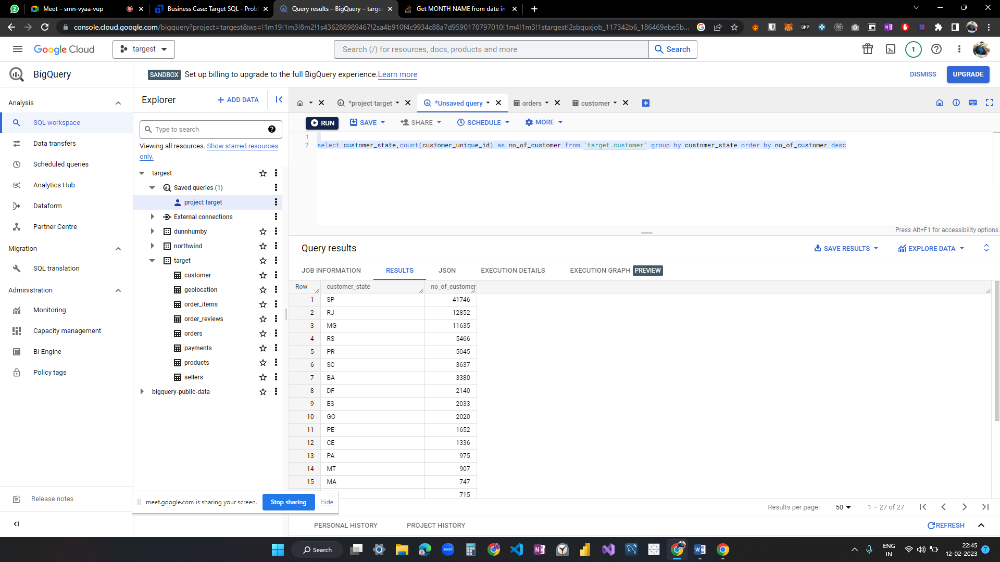 2
Meet – smn-vyaa-vup
Business Case: Target SQL - Prob
Query results – BigQuery – targes
Get MONTH NAME from date in
console.cloud.google.com/bigquery?project=targest&ws=!1m19!1m3!8m2!1s436288989467!2sa4b910f4c9934c88a7d9590170797010!1m4!1m3!1stargest!2sbquxjob_117342b6_186469ebe5b...
GMP
Google Cloud
targest
Search (/) for resources, docs, products and more
Search
1
BigQuery
SANDBOX Set up billing to upgrade to the full BigQuery experience. Learn more
DISMISS
UPGRADE
Analysis
SQL workspace
Data transfers
Scheduled queries
Analytics Hub
Dataform
Partner Centre
Migration
SQL translation
Administration
Monitoring
Capacity management
BI Engine
Policy tags
Release notes
Explorer
+ ADD DATA
Type to search
Viewing all resources. Show starred resources
only.
targest
Saved queries (1)
project target
External connections
dunnhumby
northwind
target
customer
geolocation
order_items
order_reviews
orders
payments
products
sellers
bigquery-public-data
*project target
*Unsaved query
orders
customer
RUN
SAVE
SHARE
SCHEDULE
MORE
1
2 select customer_state,count(customer_unique_id) as no_of_customer from `target.customer` group by customer_state order by no_of_customer desc
Press Alt+F1 for accessibility options.
Query results
SAVE RESULTS
EXPLORE DATA
JOB INFORMATION
RESULTS
JSON
EXECUTION DETAILS
EXECUTION GRAPH PREVIEW
Row customer_state no_of_customer
1 SP 41746
2 RJ 12852
3 MG 11635
4 RS 5466
5 PR 5045
6 SC 3637
7 BA 3380
8 DF 2140
9 ES 2033
10 GO 2020
11 PE 1652
12 CE 1336
13 PA 975
14 MT 907
15 MA 747
715
meet.google.com is sharing your screen.
Stop sharing
Hide
Results per page: 50 1 – 27 of 27
PERSONAL HISTORY
PROJECT HISTORY
REFRESH
Search
zoom
ENG
IN
22:45
12-02-2023
7